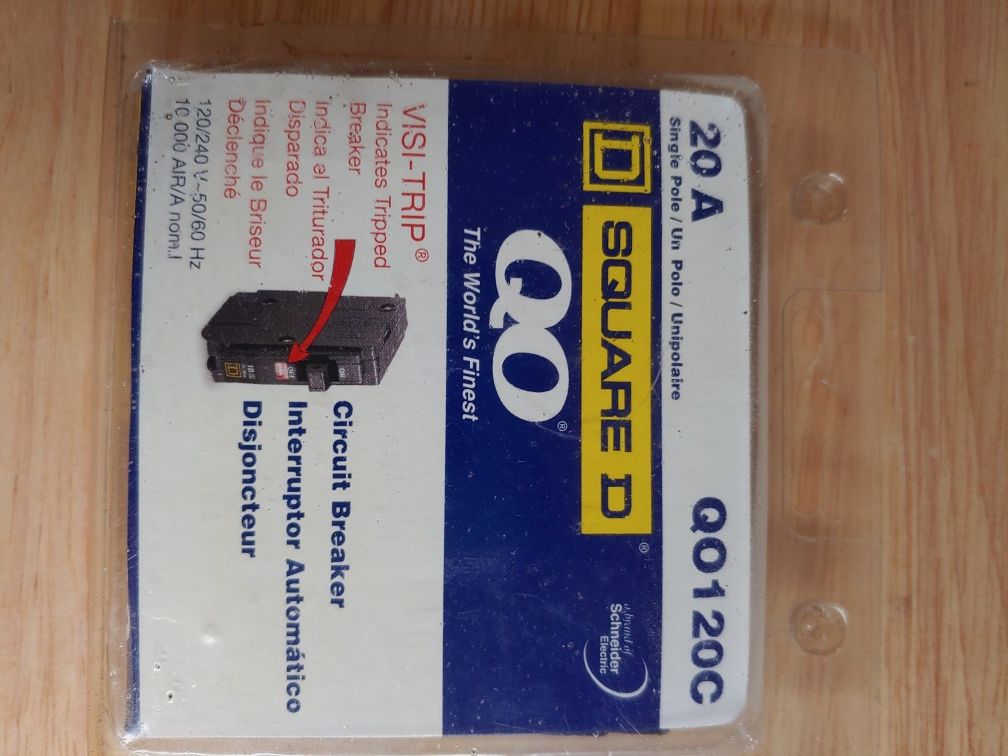 20 A
QO120C
Single Pole / Un Polo / Unipolaire
SQUARE D®
a brand of
Schneider
Electric
QO®
The World's Finest
VISI-TRIP®
Indicates Tripped
Breaker
Indica el Triturador
Disparado
Indique le Briseur
Déclenché
120/240 V~50/60 Hz
10 000 AIR/A nom.I
ON
OFF
Circuit Breaker
Interruptor Automático
Disjoncteur